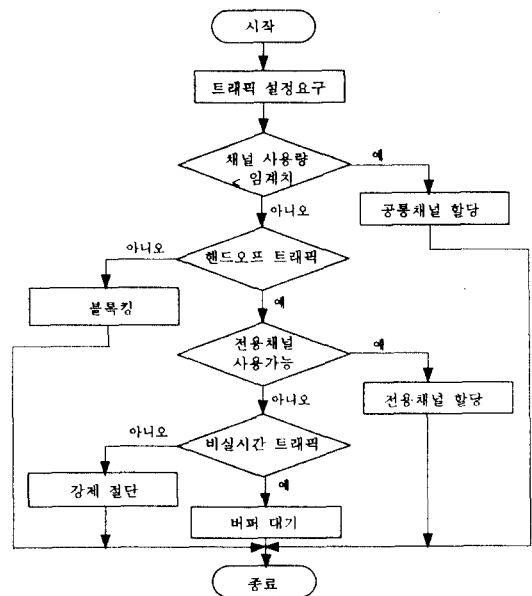 시작
트래픽 설정요구
채널 사용량
< 임계치
예
아니오
공통채널 할당
핸드오프 트래픽
아니오
예
블록킹
전용채널
사용가능
예
아니오
전용채널 할당
비실시간 트래픽
아니오
예
강제 절단
버퍼 대기
종료